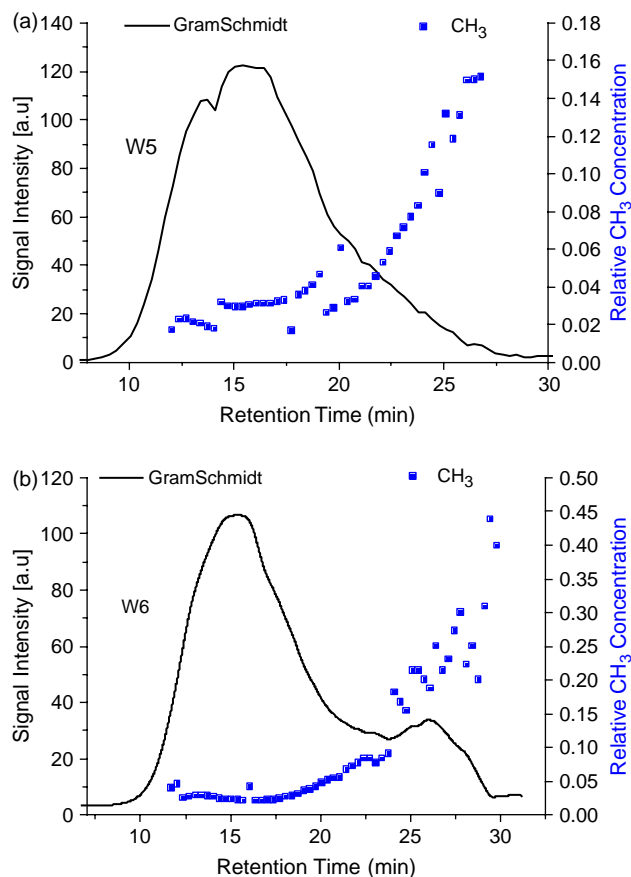 (a)
GramSchmidt
CH3
W5
Signal Intensity [a.u]
140
120
100
80
60
40
20
0
Relative CH3 Concentration
0.18
0.16
0.14
0.12
0.10
0.08
0.06
0.04
0.02
0.00
10 15 20 25 30
Retention Time (min)
(b)
GramSchmidt
CH3
W6
Signal Intensity [a.u]
120
100
80
60
40
20
0
Relative CH3 Concentration
0.50
0.45
0.40
0.35
0.30
0.25
0.20
0.15
0.10
0.05
0.00
10 15 20 25 30
Retention Time (min)